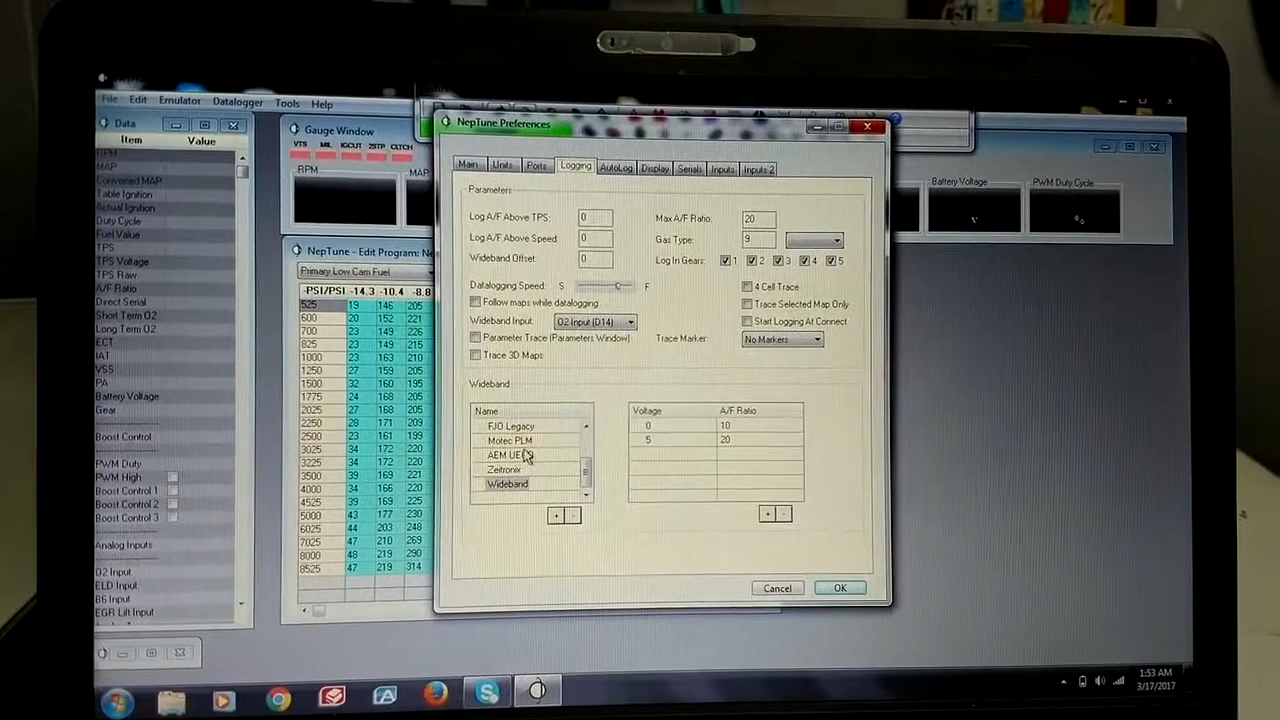 File Edit Emulator Datalogger Tools Help
Data
Item Value
RPM
MAP
Converted MAP
Table Ignition
Actual Ignition
Duty Cycle
Fuel Value
TPS
TPS Voltage
TPS Raw
A/F Ratio
Direct Serial
Short Term O2
Long Term O2
ECT
IAT
VSS
PA
Battery Voltage
Gear
Boost Control
PWM Duty
PWM High
Boost Control 1
Boost Control 2
Boost Control 3
Analog Inputs
O2 Input
ELD Input
B6 Input
EGR Lift Input
Gauge Window
VTS MIL IGCUT 2STP CLTCH
RPM MAP
Battery Voltage PWM Duty Cycle
NepTune - Edit Program:
Primary Low Cam Fuel
-PSI/PSI -14.3 -10.4 -8.8
525 19 146 205
600 20 152 221
700 23 149 226
825 23 149 215
1000 23 163 210
1250 27 159 205
1500 32 160 195
1775 24 168 205
2025 27 168 205
2250 28 171 209
2500 23 161 199
3025 34 172 220
3225 34 172 220
3500 39 169 221
4000 34 166 220
4525 39 169 225
5000 43 177 230
6025 44 203 248
7025 47 210 269
8000 48 219 290
8525 47 219 314
NepTune Preferences
Main Units Ports Logging AutoLog Display Serials Inputs Inputs 2
Parameters
Log A/F Above TPS: 0 Max A/F Ratio: 20
Log A/F Above Speed 0 Gas Type: 9
Wideband Offset: 0 Log In Gears: 1 2 3 4 5
Datalogging Speed: S F 4 Cell Trace
Follow maps while datalogging Trace Selected Map Only
Wideband Input: O2 Input (D14) Start Logging At Connect
Parameter Trace (Parameters Window) Trace Marker: No Markers
Trace 3D Maps
Wideband
Name
FJO Legacy
Motec PLM
AEM
Zeitronix
Wideband
+ -
Voltage A/F Ratio
0 10
5 20
+ -
Cancel OK
1:53 AM
3/17/2017